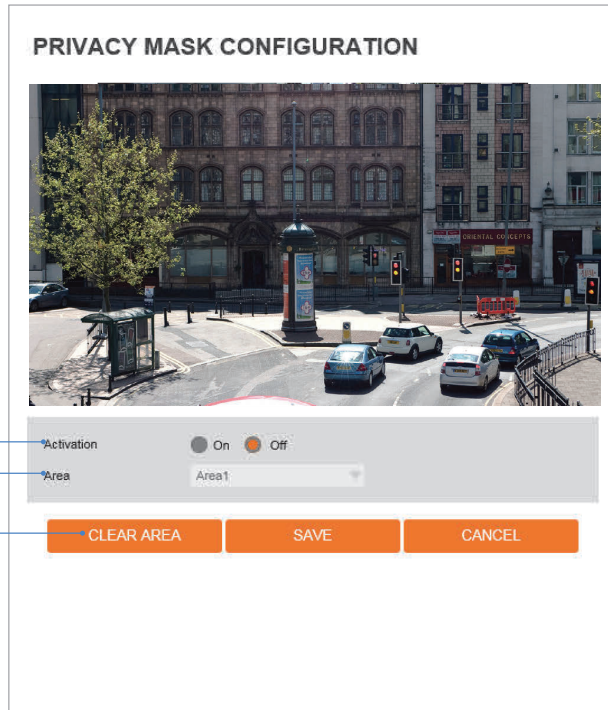 PRIVACY MASK CONFIGURATION
ORIENTAL CONCEPTS
Activation On Off
Area Area1
CLEAR AREA SAVE CANCEL